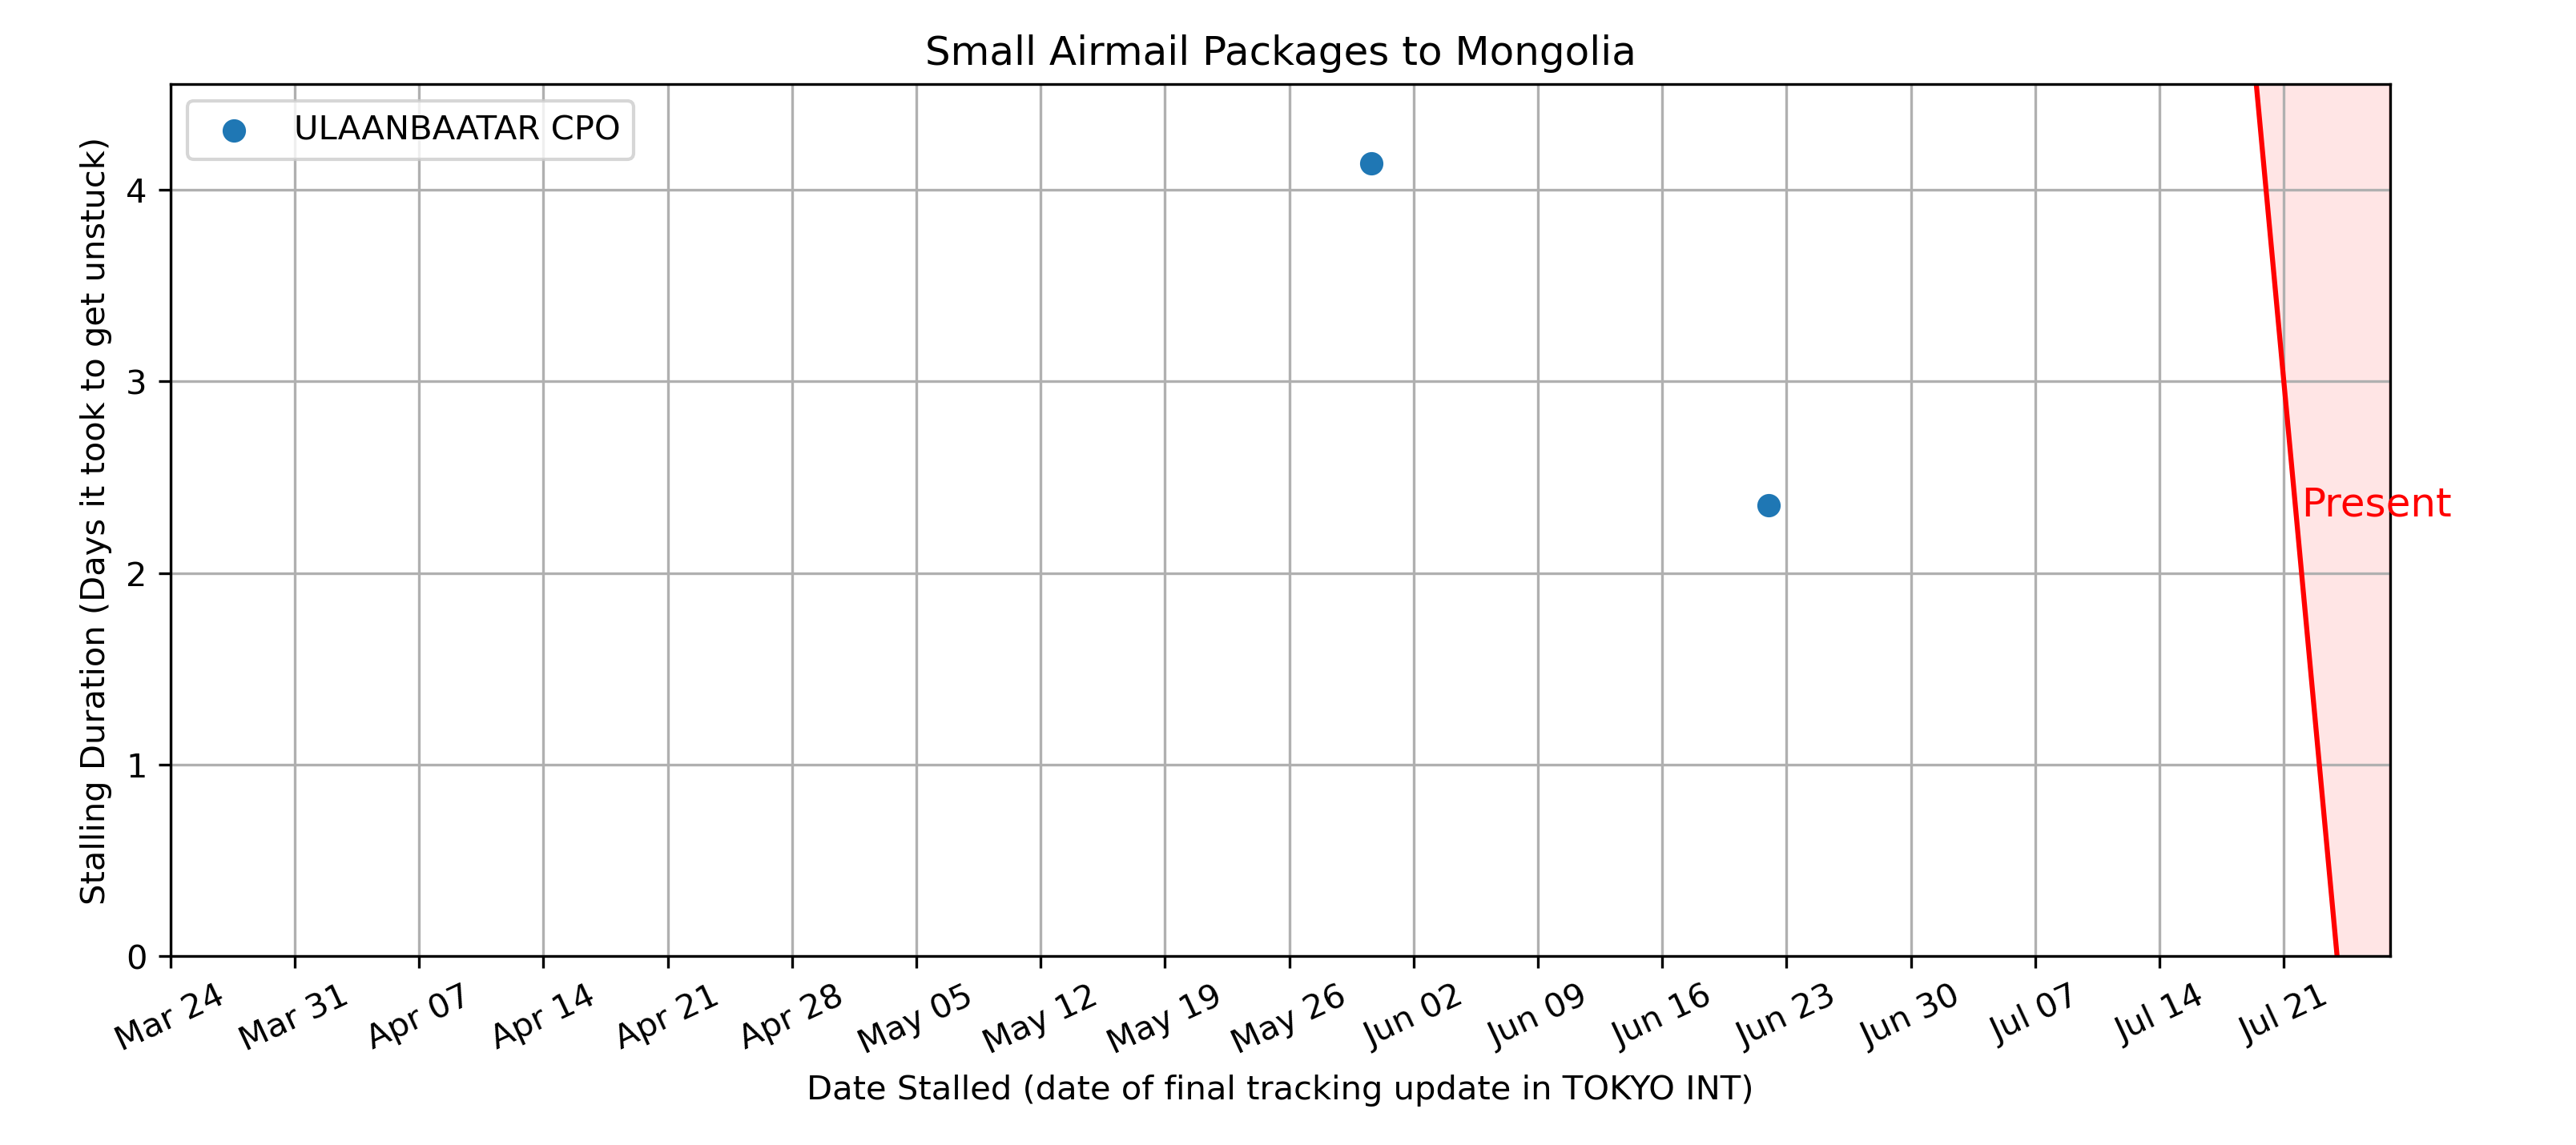 Small Airmail Packages to Mongolia
ULAANBAATAR CPO
Stalling Duration (Days it took to get unstuck)
4
3
2
1
0
Present
Mar 24
Mar 31
Apr 07
Apr 14
Apr 21
Apr 28
May 05
May 12
May 19
May 26
Jun 02
Jun 09
Jun 16
Jun 23
Jun 30
Jul 07
Jul 14
Jul 21
Date Stalled (date of final tracking update in TOKYO INT)